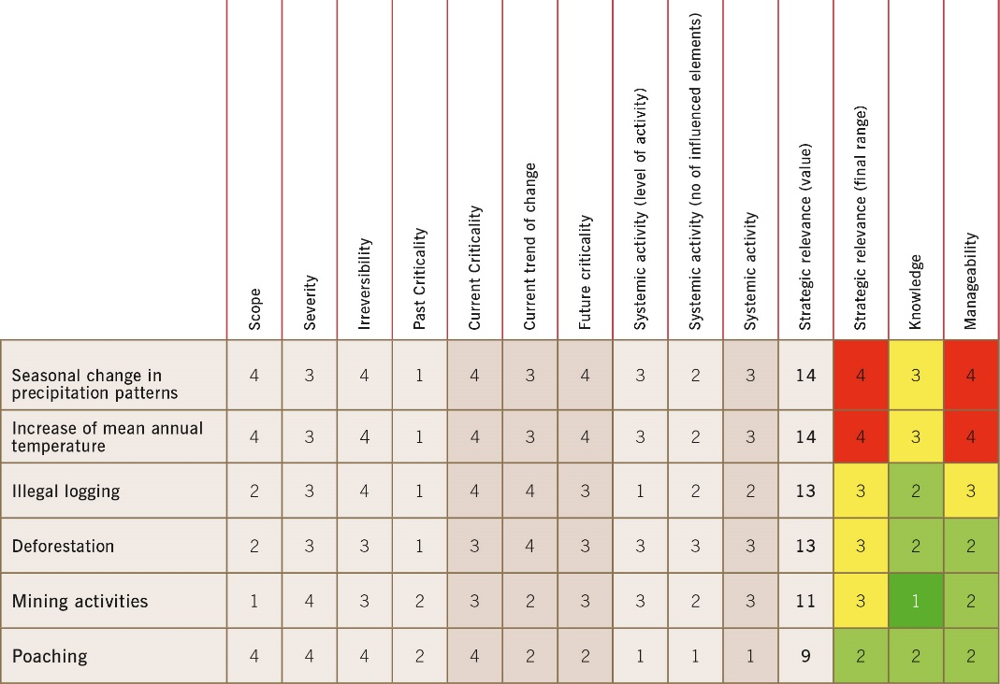 Scope
Severity
Irreversibility
Past Criticality
Current Criticality
Current trend of change
Future criticality
Systemic activity (level of activity)
Systemic activity (no of influenced elements)
Systemic activity
Strategic relevance (value)
Strategic relevance (final range)
Knowledge
Manageability
Seasonal change in
precipitation patterns
4 3 4 1 4 3 4 3 2 3 14 4 3 4
Increase of mean annual
temperature
4 3 4 1 4 3 4 3 2 3 14 4 3 4
Illegal logging 2 3 4 1 4 4 3 1 2 2 13 3 2 3
Deforestation 2 3 3 1 3 4 3 3 3 3 13 3 2 2
Mining activities 1 4 3 2 3 2 3 3 2 3 11 3 1 2
Poaching 4 4 4 2 4 2 2 1 1 1 9 2 2 2